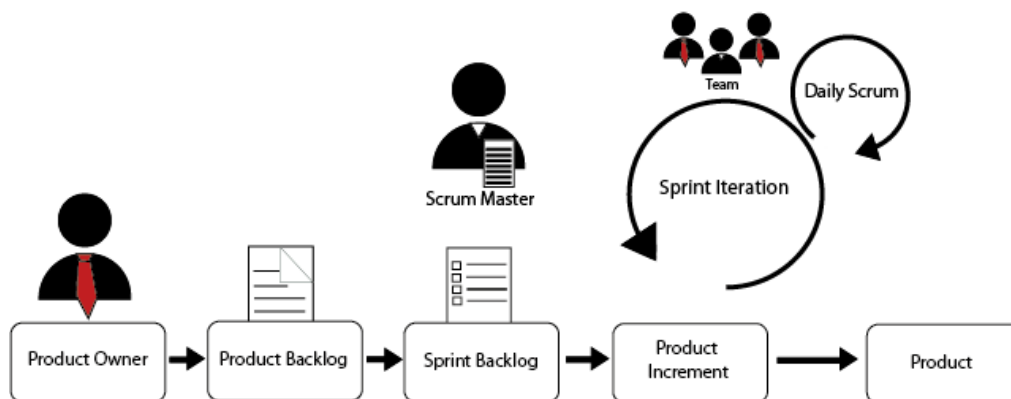 Team
Daily Scrum
Sprint Iteration
Scrum Master
Product Owner
Product Backlog
Sprint Backlog
Product
Increment
Product